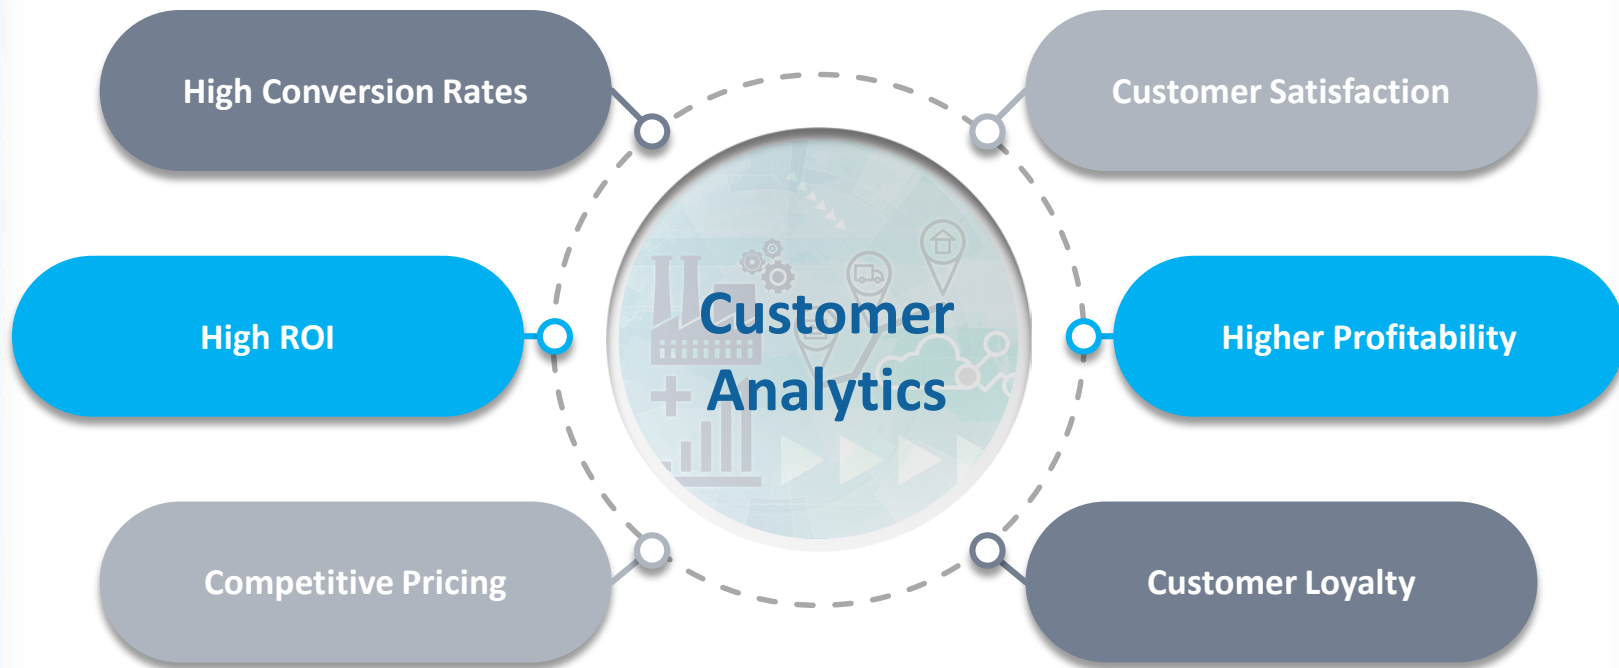 High Conversion Rates
Customer Satisfaction
High ROI
Customer
Analytics
Higher Profitability
Competitive Pricing
Customer Loyalty